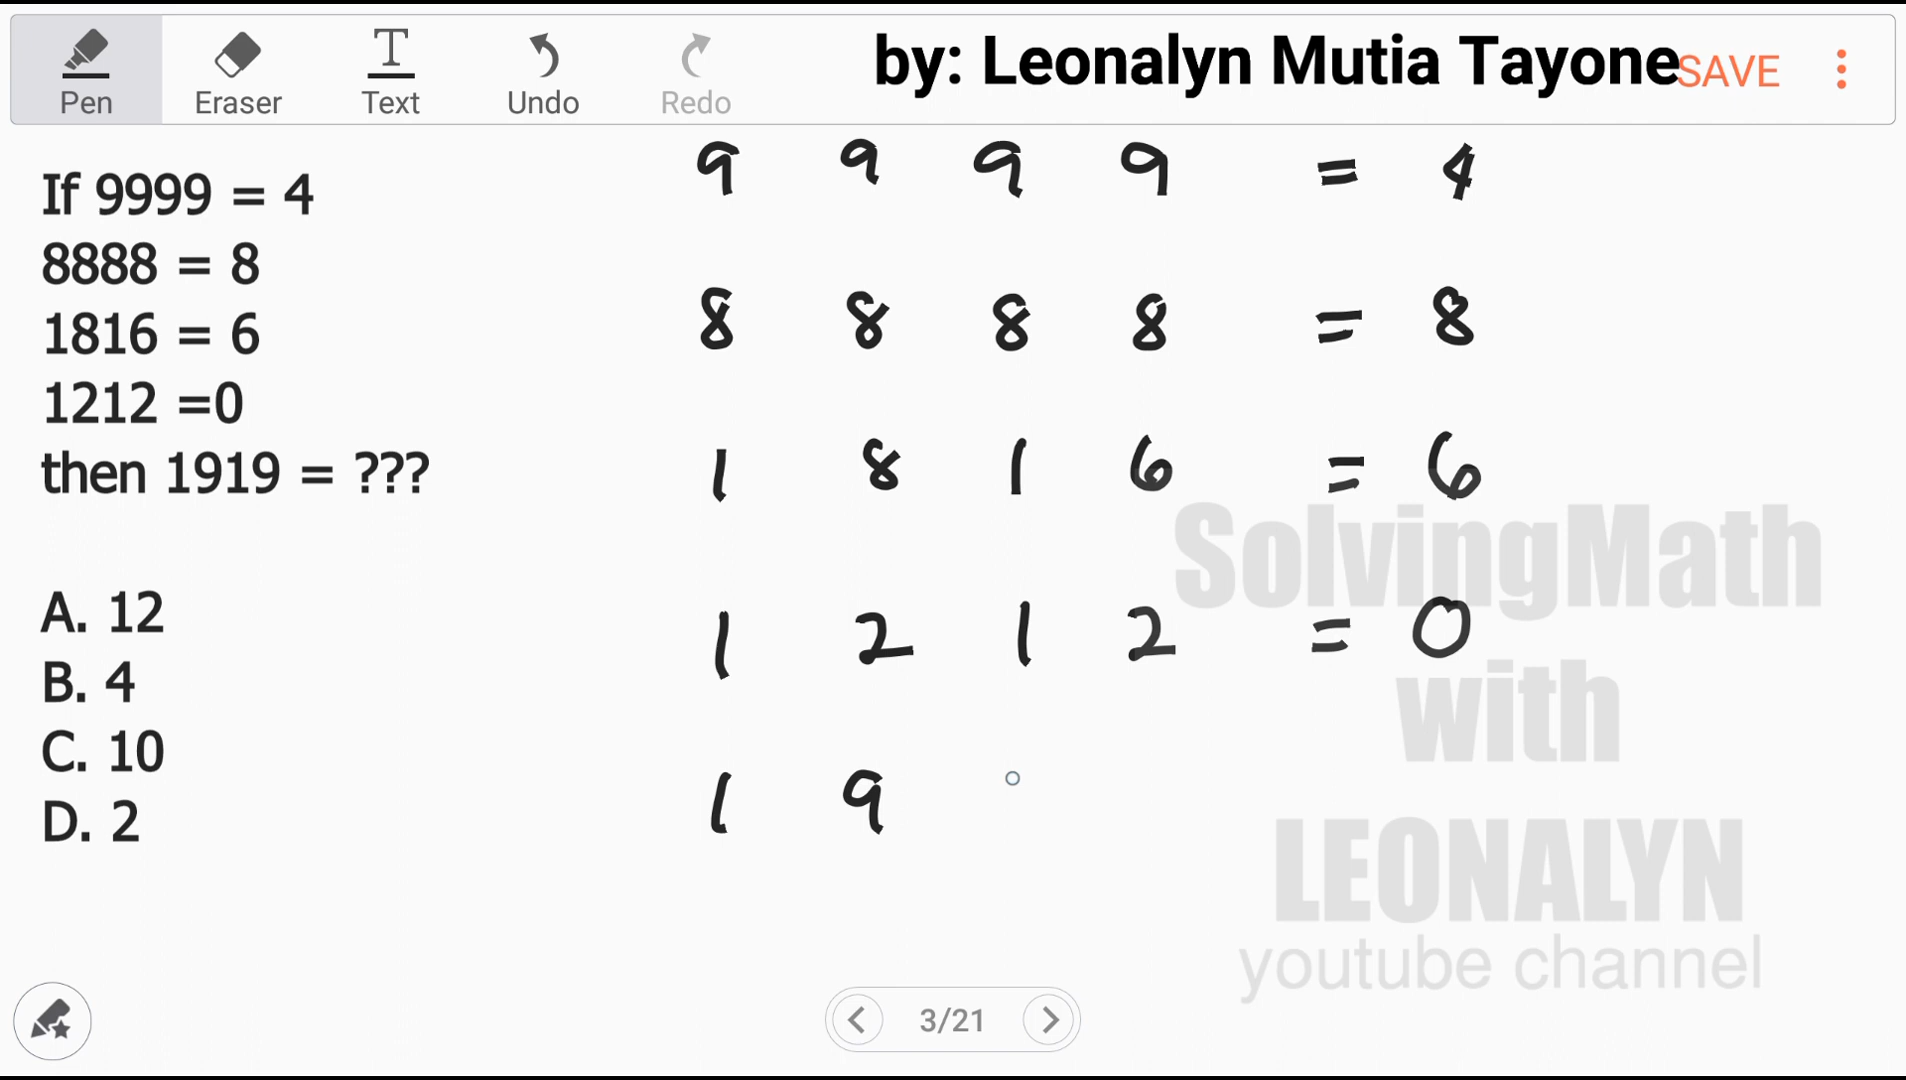 by: Leonalyn Mutia Tayone
SAVE
Pen
Eraser
Text
Undo
Redo
If 9999 = 4
8888 = 8
1816 = 6
1212 =0
then 1919 = ???
A. 12
B. 4
C. 10
D. 2
9 9 9 9 = 4
8 8 8 8 = 8
1 8 1 6 = 6
1 2 1 2 = 0
1 9
SolvingMath
with
LEONALYN
youtube channel
3/21